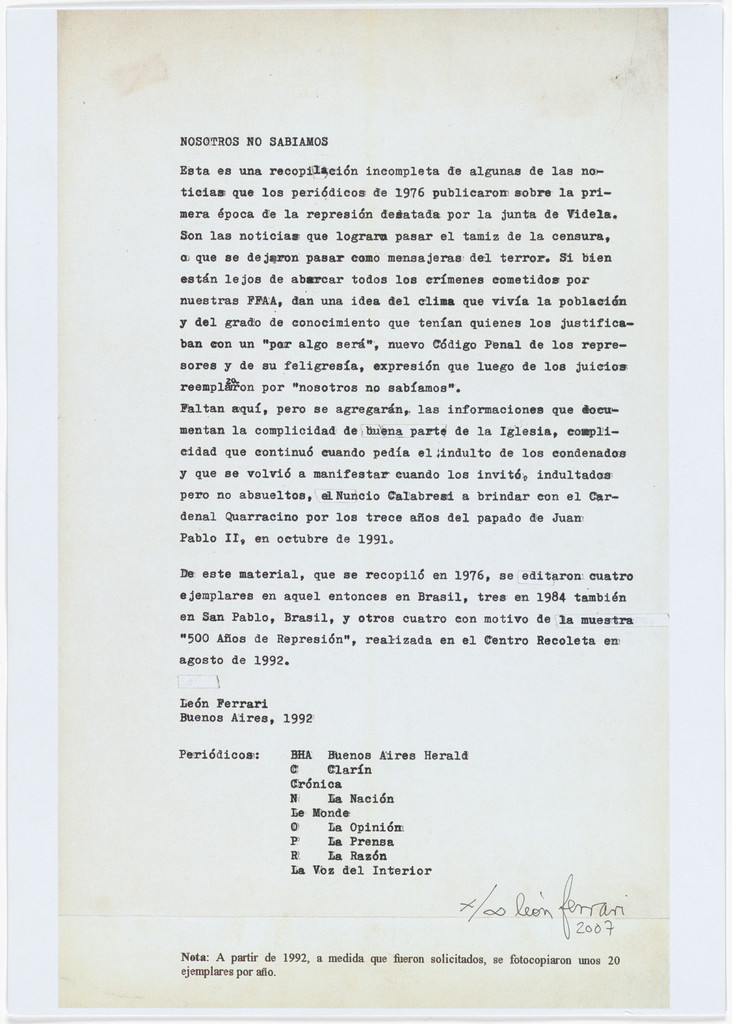 NOSOTROS NO SABIAMOS
Esta es una recopilación incompleta de algunas de las no-
ticias que los periódicos de 1976 publicaron sobre la pri-
mera época de la represión desatada por la junta de Videla.
Son las noticias que lograrn pasar el tamiz de la censura,
o que se dejaron pasar como mensajeras del terror. Si bien
están lejos de abarcar todos los crímenes cometidos por
nuestras FFAA, dan una idea del clima que vivía la población
y del grado de conocimiento que tenían quienes los justifica-
ban con un "por algo será", nuevo Código Penal de los repre-
sores y de su feligresía, expresión que luego de los juicios
reemplazaron por "nosotros no sabíamos".
Faltan aquí, pero se agregarán, las informaciones que docu-
mentan la complicidad de buena parte de la Iglesia, compli-
cidad que continuó cuando pedía el indulto de los condenados
y que se volvió a manifestar cuando los invitó, indultados
pero no absueltos, el Nuncio Calabresi a brindar con el Car-
denal Quarracino por los trece años del papado de Juan
Pablo II, en octubre de 1991.
De este material, que se recopiló en 1976, se editaron cuatro
ejemplares en aquel entonces en Brasil, tres en 1984 también
en San Pablo, Brasil, y otros cuatro con motivo de la muestra
"500 Años de Represión", realizada en el Centro Recoleta en
agosto de 1992.
León Ferrari
Buenos Aires, 1992
Periódicos: BHA Buenos Aires Herald
C Clarín
Crónica
N La Nación
Le Monde
O La Opinión
P La Prensa
R La Razón
La Voz del Interior
x/∞ león ferrari
2007
Nota: A partir de 1992, a medida que fueron solicitados, se fotocopiaron unos 20
ejemplares por año.